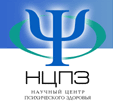 НЦПЗ
НАУЧНЫЙ ЦЕНТР
ПСИХИЧЕСКОГО ЗДОРОВЬЯ